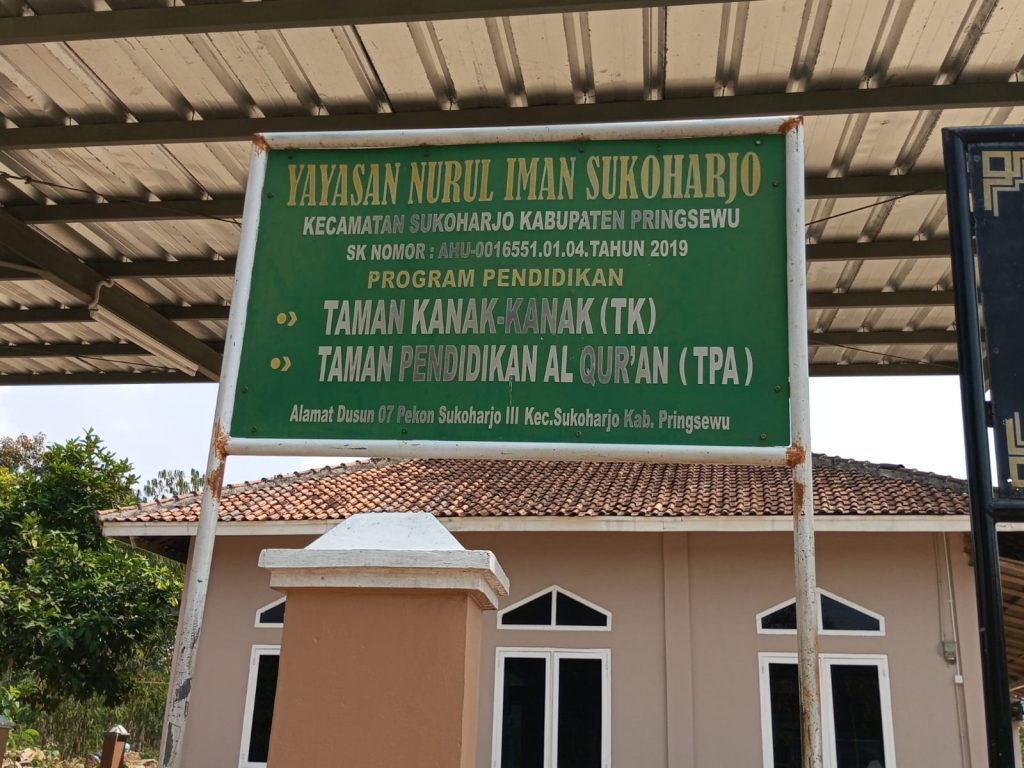 YAYASAN NURUL IMAN SUKOHARJO
KECAMATAN SUKOHARJO KABUPATEN PRINGSEWU
SK NOMOR : AHU-0016551.01.04.TAHUN 2019
PROGRAM PENDIDIKAN
TAMAN KANAK-KANAK (TK)
TAMAN PENDIDIKAN AL QUR'AN ( TPA )
Alamat Dusun 07 Pekon Sukoharjo III Kec.Sukoharjo Kab. Pringsewu